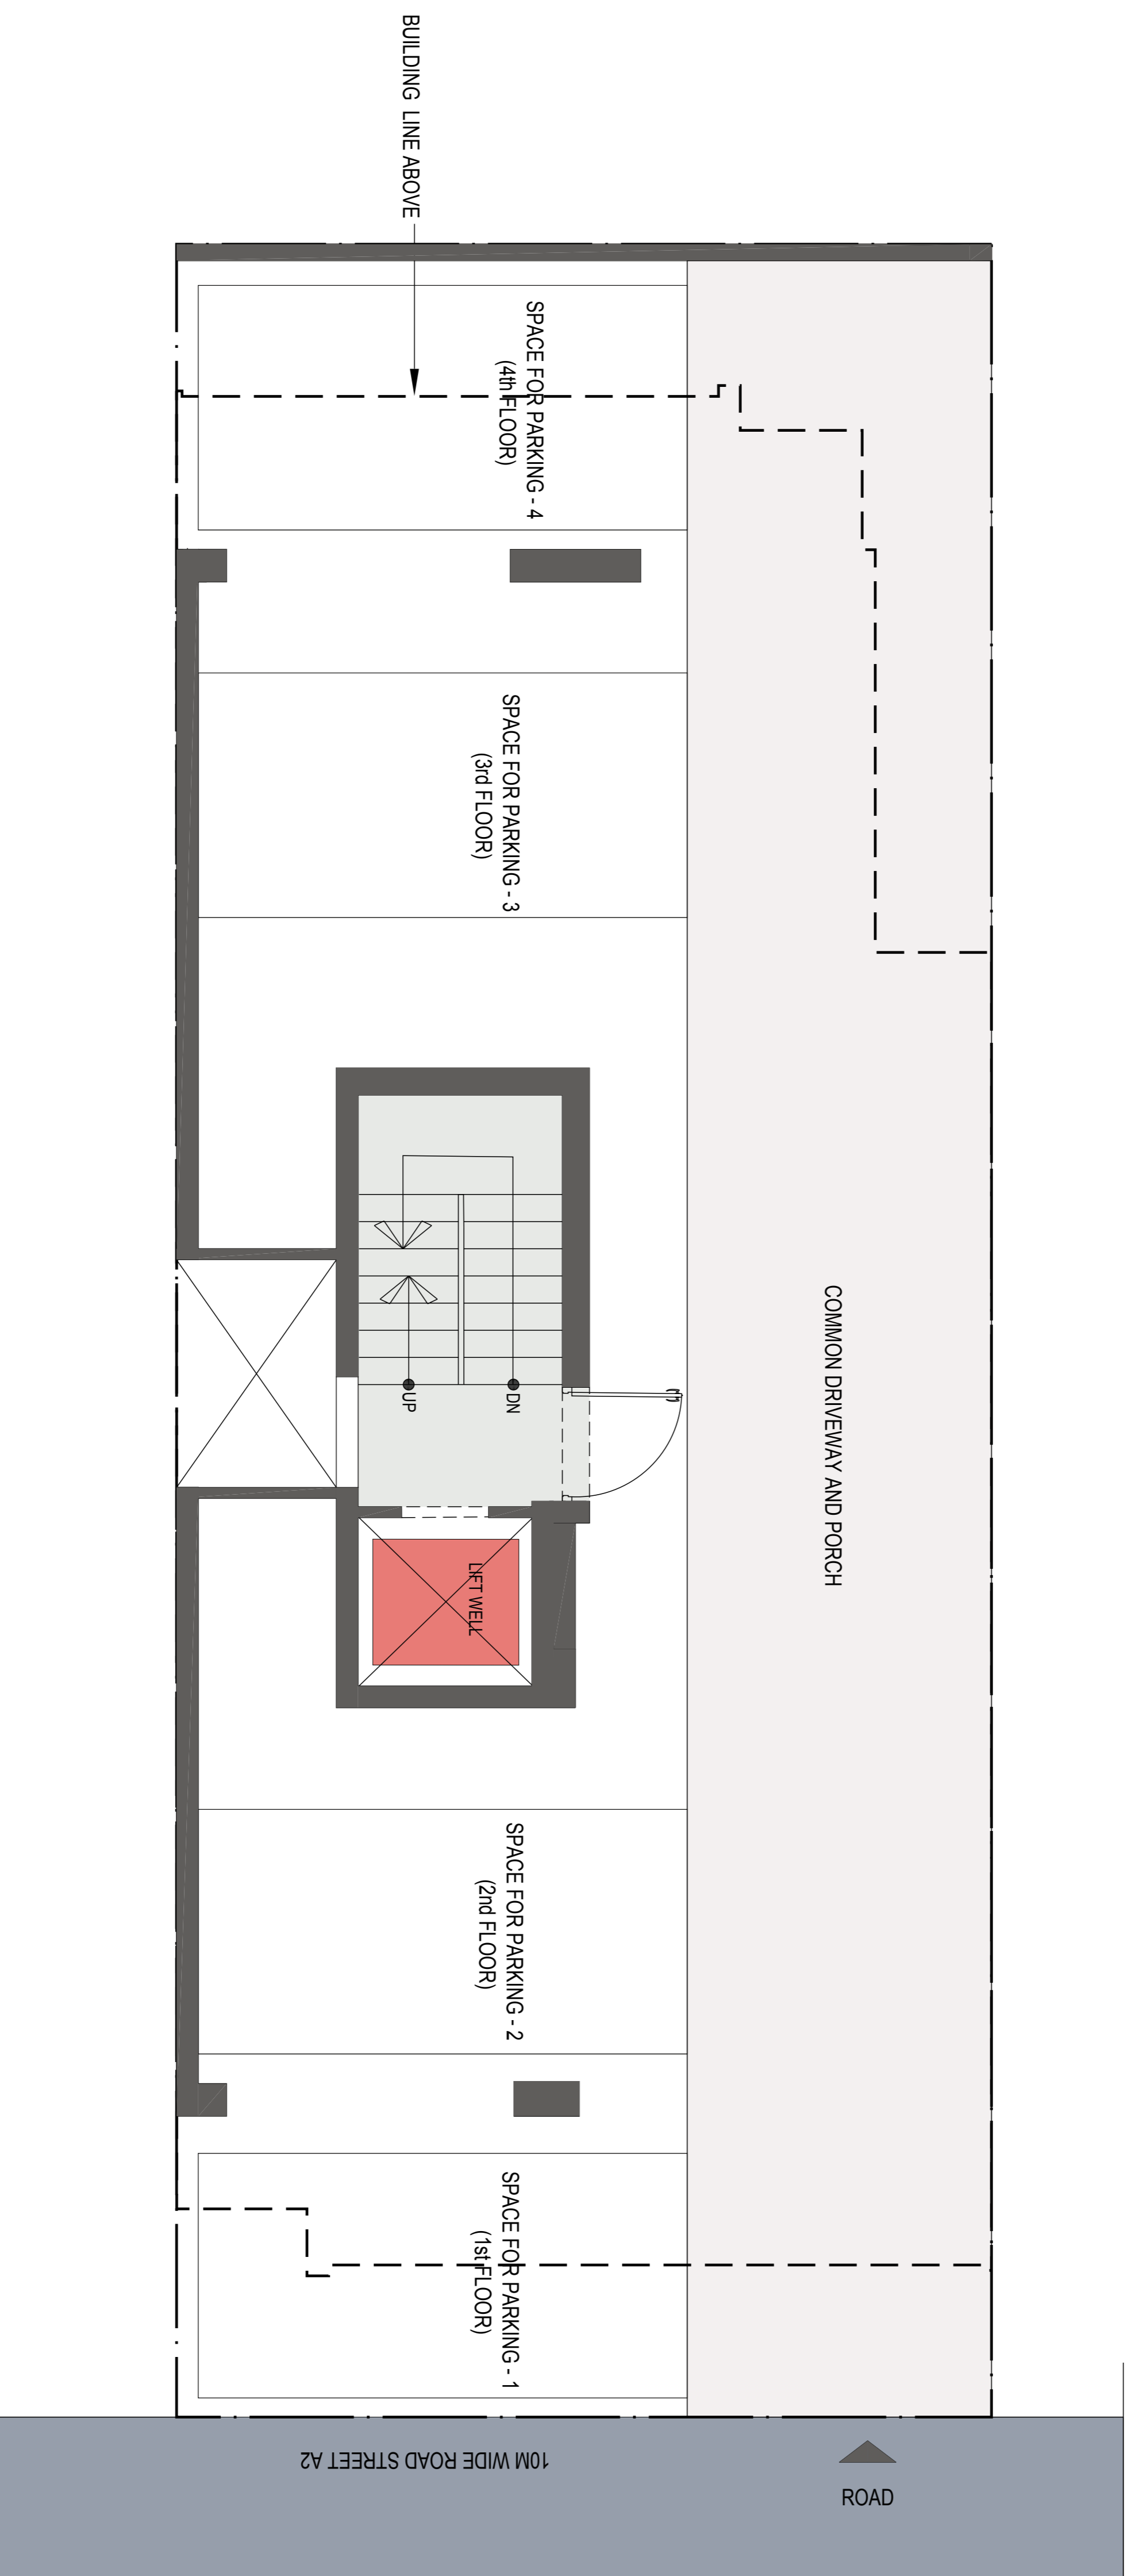 BUILDING LINE ABOVE
SPACE FOR PARKING - 4
(4th FLOOR)
SPACE FOR PARKING - 3
(3rd FLOOR)
UP
DN
COMMON DRIVEWAY AND PORCH
LIFT WELL
SPACE FOR PARKING - 2
(2nd FLOOR)
SPACE FOR PARKING - 1
(1st FLOOR)
10M WIDE ROAD STREET A2
ROAD